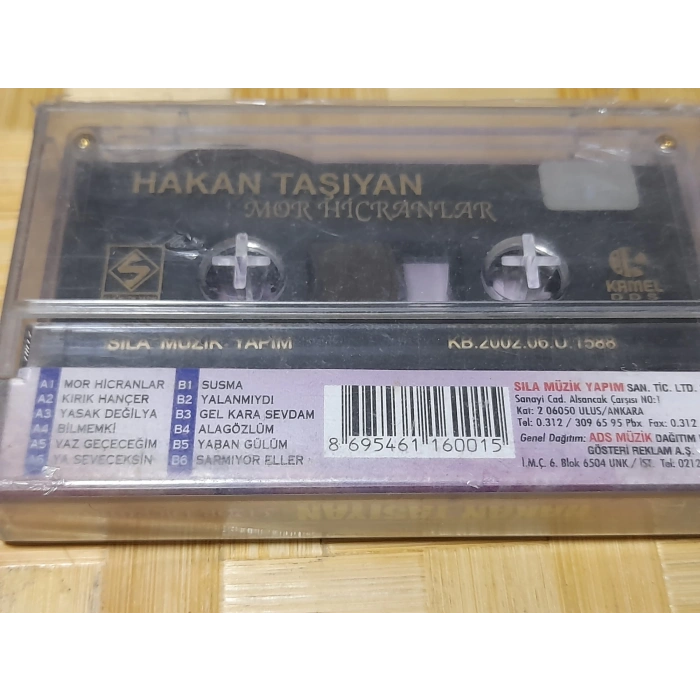 HAKAN TAŞIYAN
MOR HİCRANLAR
S
KAMEL
DDS
SILA MÜZİK YAPIM
KB.2002.06.U.1588
A1 MOR HİCRANLAR
A2 KIRIK HANÇER
A3 YASAK DEĞİLYA
A4 BİLMEMKİ
A5 YAZ GEÇECEĞİM
A6 YA SEVECEKSİN
B1 SUSMA
B2 YALANMIYDI
B3 GEL KARA SEVDAM
B4 ALAGÖZLÜM
B5 YABAN GÜLÜM
B6 SARMIYOR ELLER
8 695461 160015
SILA MÜZİK YAPIM SAN. TİC. LTD.
Sanayi Cad. Alsancak Çarşısı NO:1
Kat: 2 06050 ULUS/ANKARA
Tel: 0.312 / 309 65 95 Pbx Fax: 0.312
Genel Dağıtım: ADS MÜZİK DAĞITIM
GÖSTERİ REKLAM A.Ş.
İ.M.Ç. 6. Blok 6504 UNK./İST. Tel: 0212